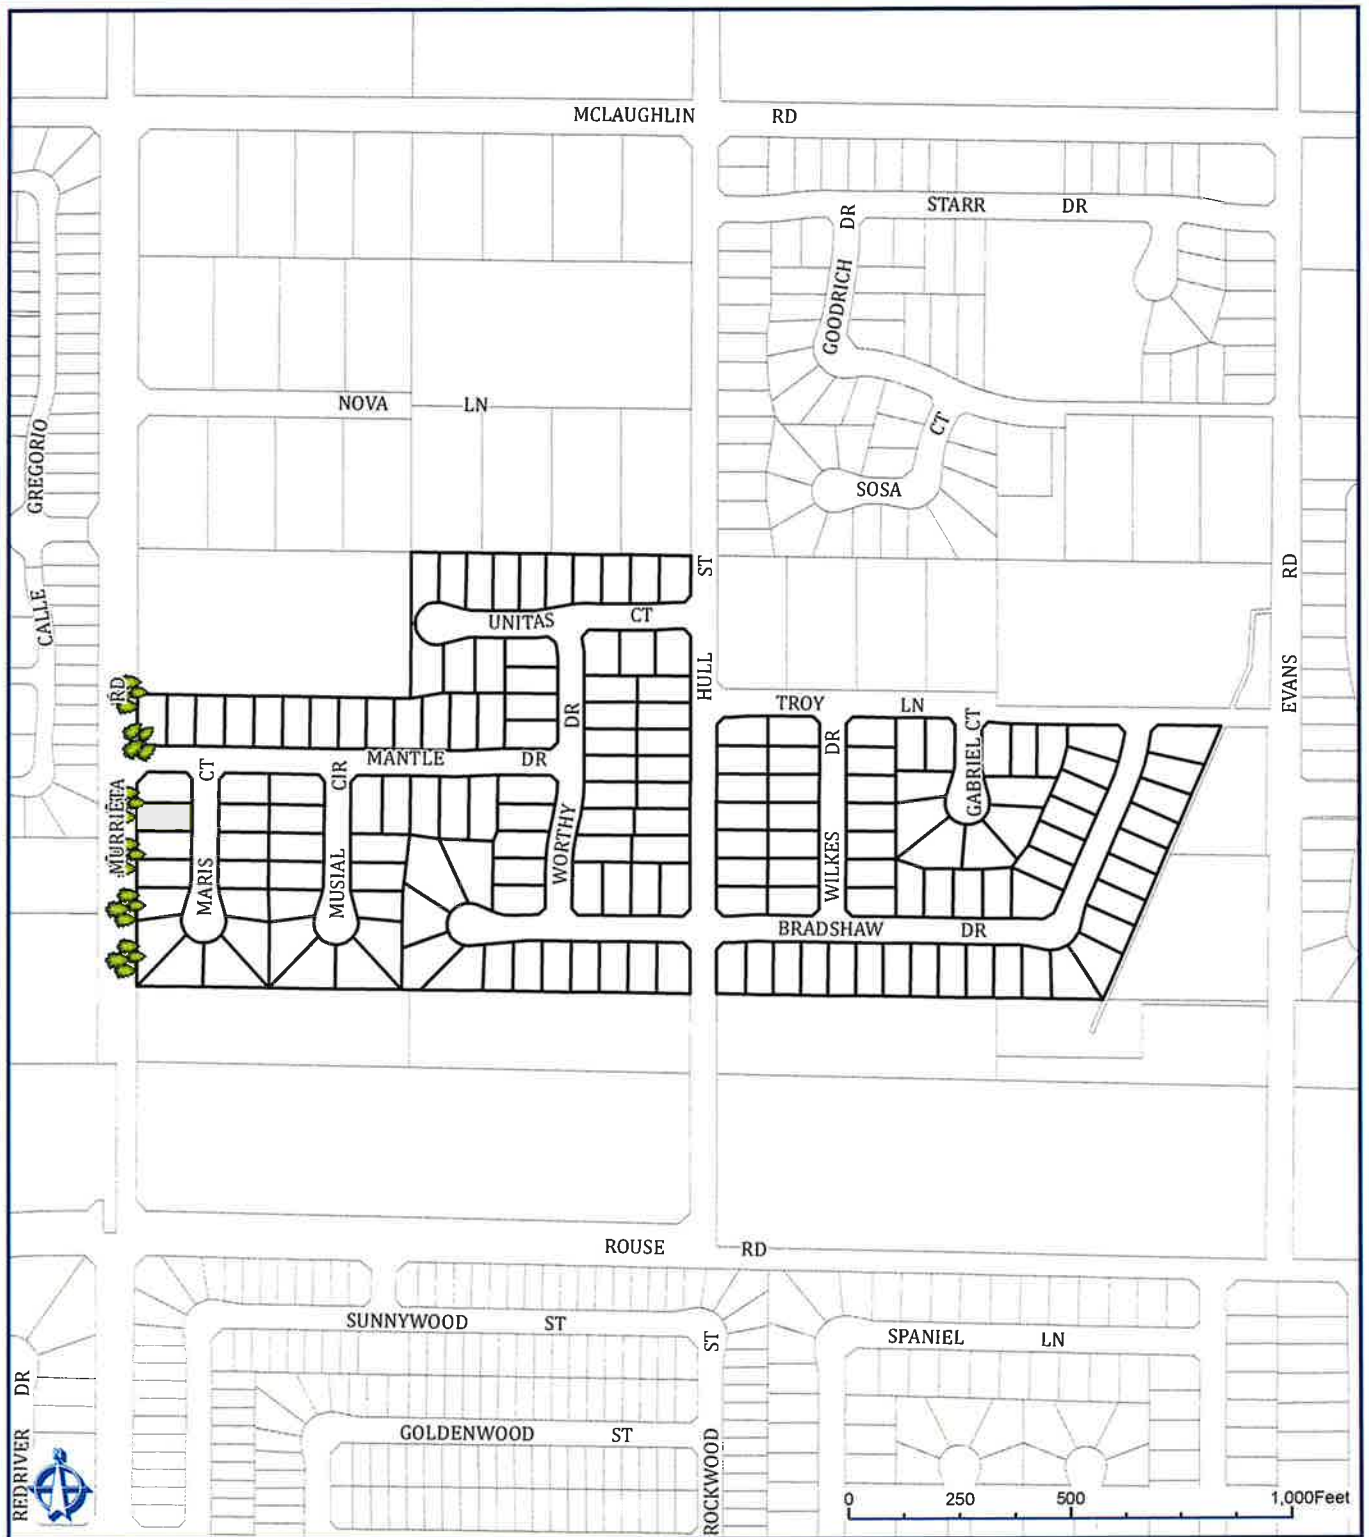 MCLAUGHLIN RD
STARR DR
GOODRICH DR
NOVA LN
CALLE GREGORIO
SOSA CT
HULL ST
EVANS RD
UNITAS CT
MURRIETA RD
TROY LN
MANTLE DR
WORTHY DR
MARIS CT
MUSIAL CIR
WILKES DR
GABRIEL CT
BRADSHAW DR
ROUSE RD
SUNNYWOOD ST
SPANIEL LN
GOLDENWOOD ST
ROCKWOOD ST
REDRIVER DR
0 250 500 1,000Feet